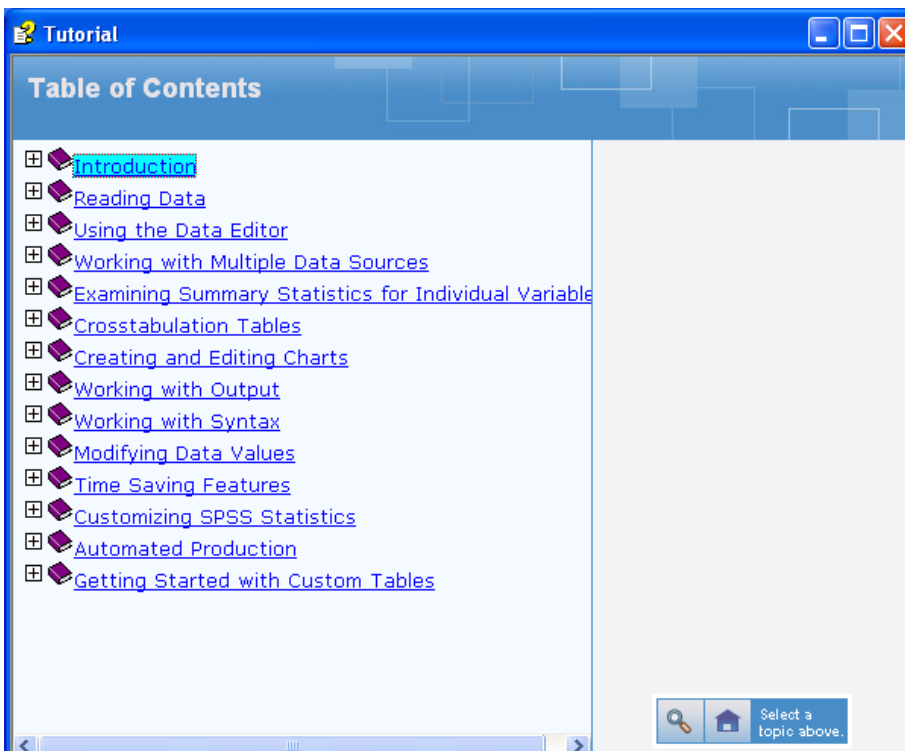 Tutorial
Table of Contents
Introduction
Reading Data
Using the Data Editor
Working with Multiple Data Sources
Examining Summary Statistics for Individual Variable
Crosstabulation Tables
Creating and Editing Charts
Working with Output
Working with Syntax
Modifying Data Values
Time Saving Features
Customizing SPSS Statistics
Automated Production
Getting Started with Custom Tables
Select a
topic above.